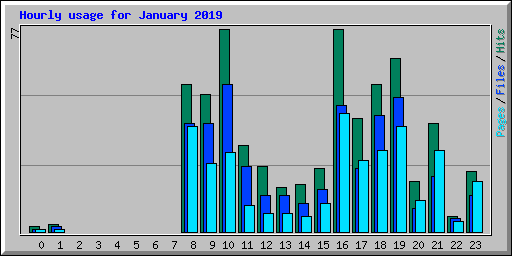 Hourly usage for January 2019
77
Pages / Files / Hits
0 1 2 3 4 5 6 7 8 9 10 11 12 13 14 15 16 17 18 19 20 21 22 23